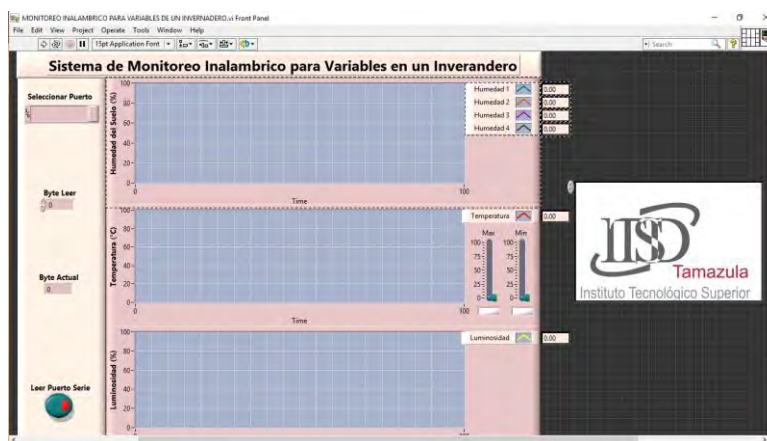 MONITOREO INALAMBRICO PARA VARIABLES DE UN INVERNADERO.vi Front Panel
File Edit View Project Operate Tools Window Help
15pt Application Font
Search
Sistema de Monitoreo Inalambrico para Variables en un Inverandero
Seleccionar Puerto
Byte Leer
0
Byte Actual
0
Leer Puerto Serie
Humedad del Suelo (%)
100
80
60
40
20
0
0
100
Time
Humedad 1 0.00
Humedad 2 0.00
Humedad 3 0.00
Humedad 4 0.00
Temperatura (°C)
100
80
60
40
20
0
0
100
Time
Temperatura 0.00
Max Min
100 100
75 75
50 50
25 25
0 0
Luminosidad (%)
100
80
60
40
20
0
Luminosidad 0.00
ITS
Tamazula
Instituto Tecnológico Superior